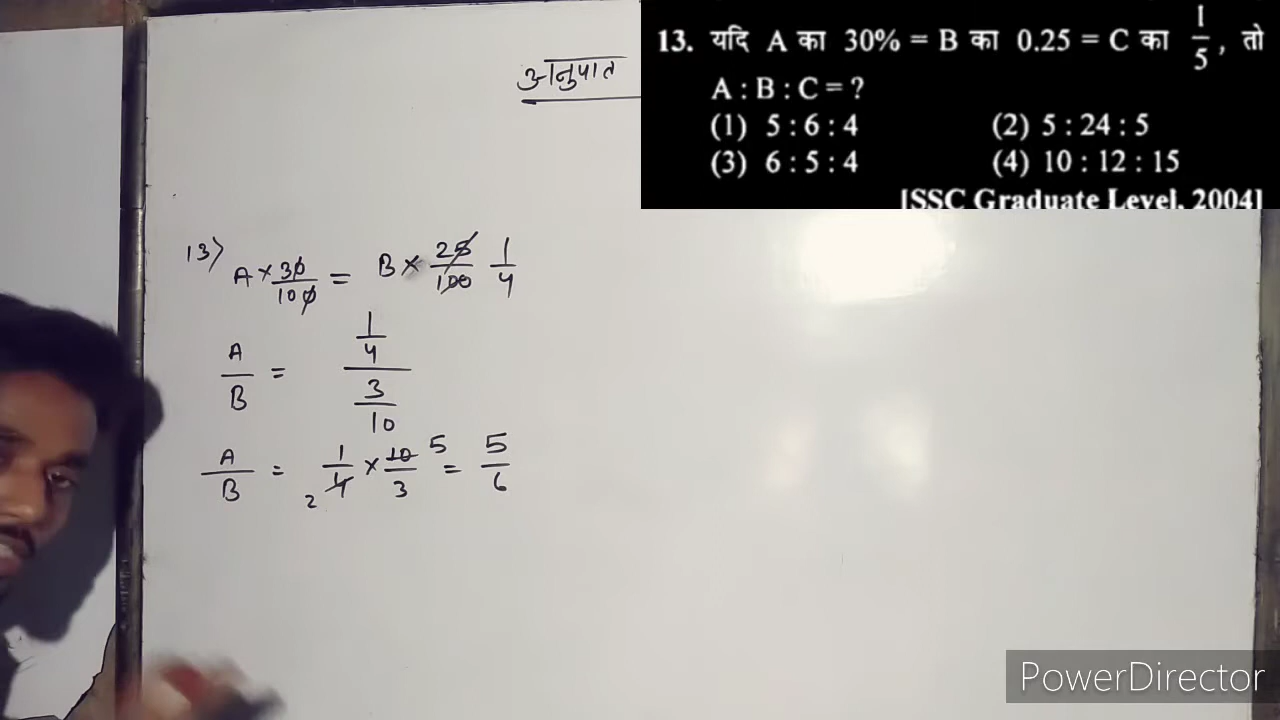 अनुपात
13. यदि A का 30% = B का 0.25 = C का 1/5, तो
A : B : C = ?
(1) 5 : 6 : 4 (2) 5 : 24 : 5
(3) 6 : 5 : 4 (4) 10 : 12 : 15
[SSC Graduate Level, 2004]
13) A × 30/100 = B × 25/100 1/4
A/B = 1/4 / 3/10
A/B = 1/4 × 10/3 = 5/6
2 5
PowerDirector